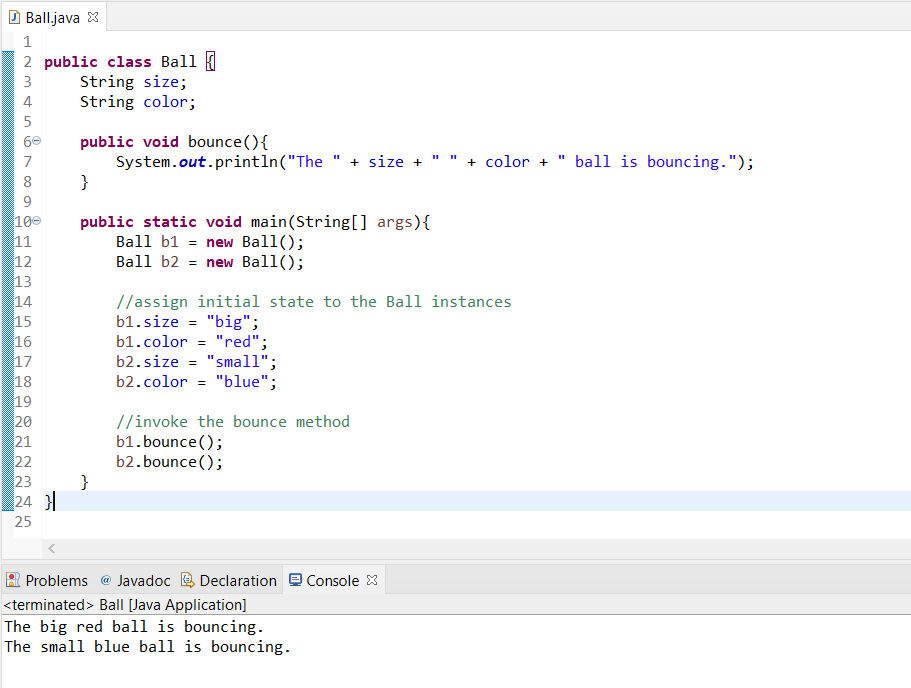 Ball.java
1
2 public class Ball {
3     String size;
4     String color;
5
6     public void bounce(){
7         System.out.println("The " + size + " " + color + " ball is bouncing.");
8     }
9
10     public static void main(String[] args){
11         Ball b1 = new Ball();
12         Ball b2 = new Ball();
13
14         //assign initial state to the Ball instances
15         b1.size = "big";
16         b1.color = "red";
17         b2.size = "small";
18         b2.color = "blue";
19
20         //invoke the bounce method
21         b1.bounce();
22         b2.bounce();
23     }
24 }
25
Problems @ Javadoc Declaration Console
<terminated> Ball [Java Application]
The big red ball is bouncing.
The small blue ball is bouncing.